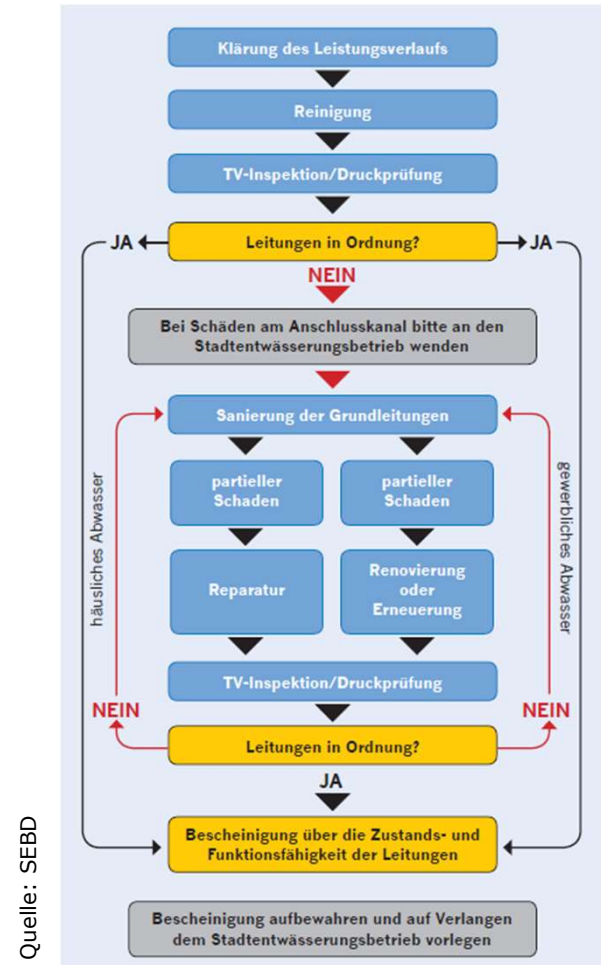 Klärung des Leistungsverlaufs
Reinigung
TV-Inspektion/Druckprüfung
JA
Leitungen in Ordnung?
JA
NEIN
Bei Schäden am Anschlusskanal bitte an den
Stadtentwässerungsbetrieb wenden
Sanierung der Grundleitungen
häusliches Abwasser
gewerbliches Abwasser
partieller
Schaden
partieller
Schaden
Reparatur
Renovierung
oder
Erneuerung
TV-Inspektion/Druckprüfung
NEIN
NEIN
Leitungen in Ordnung?
JA
Bescheinigung über die Zustands- und
Funktionsfähigkeit der Leitungen
Bescheinigung aufbewahren und auf Verlangen
dem Stadtentwässerungsbetrieb vorlegen
Quelle: SEBD